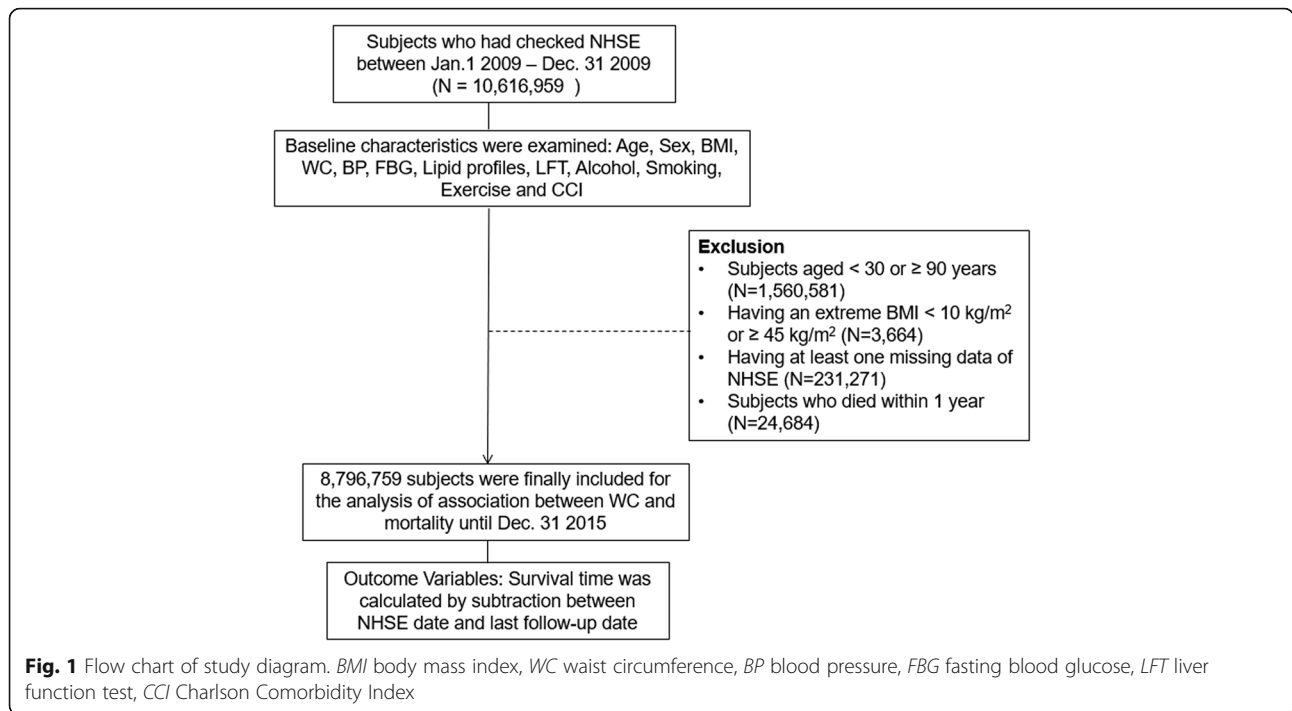 Subjects who had checked NHSE
between Jan.1 2009 – Dec. 31 2009
(N = 10,616,959 )
Baseline characteristics were examined: Age, Sex, BMI,
WC, BP, FBG, Lipid profiles, LFT, Alcohol, Smoking,
Exercise and CCI
Exclusion
• Subjects aged < 30 or ≥ 90 years
(N=1,560,581)
• Having an extreme BMI < 10 kg/m²
or ≥ 45 kg/m² (N=3,664)
• Having at least one missing data of
NHSE (N=231,271)
• Subjects who died within 1 year
(N=24,684)
8,796,759 subjects were finally included for
the analysis of association between WC and
mortality until Dec. 31 2015
Outcome Variables: Survival time was
calculated by subtraction between
NHSE date and last follow-up date
Fig. 1 Flow chart of study diagram. BMI body mass index, WC waist circumference, BP blood pressure, FBG fasting blood glucose, LFT liver
function test, CCI Charlson Comorbidity Index